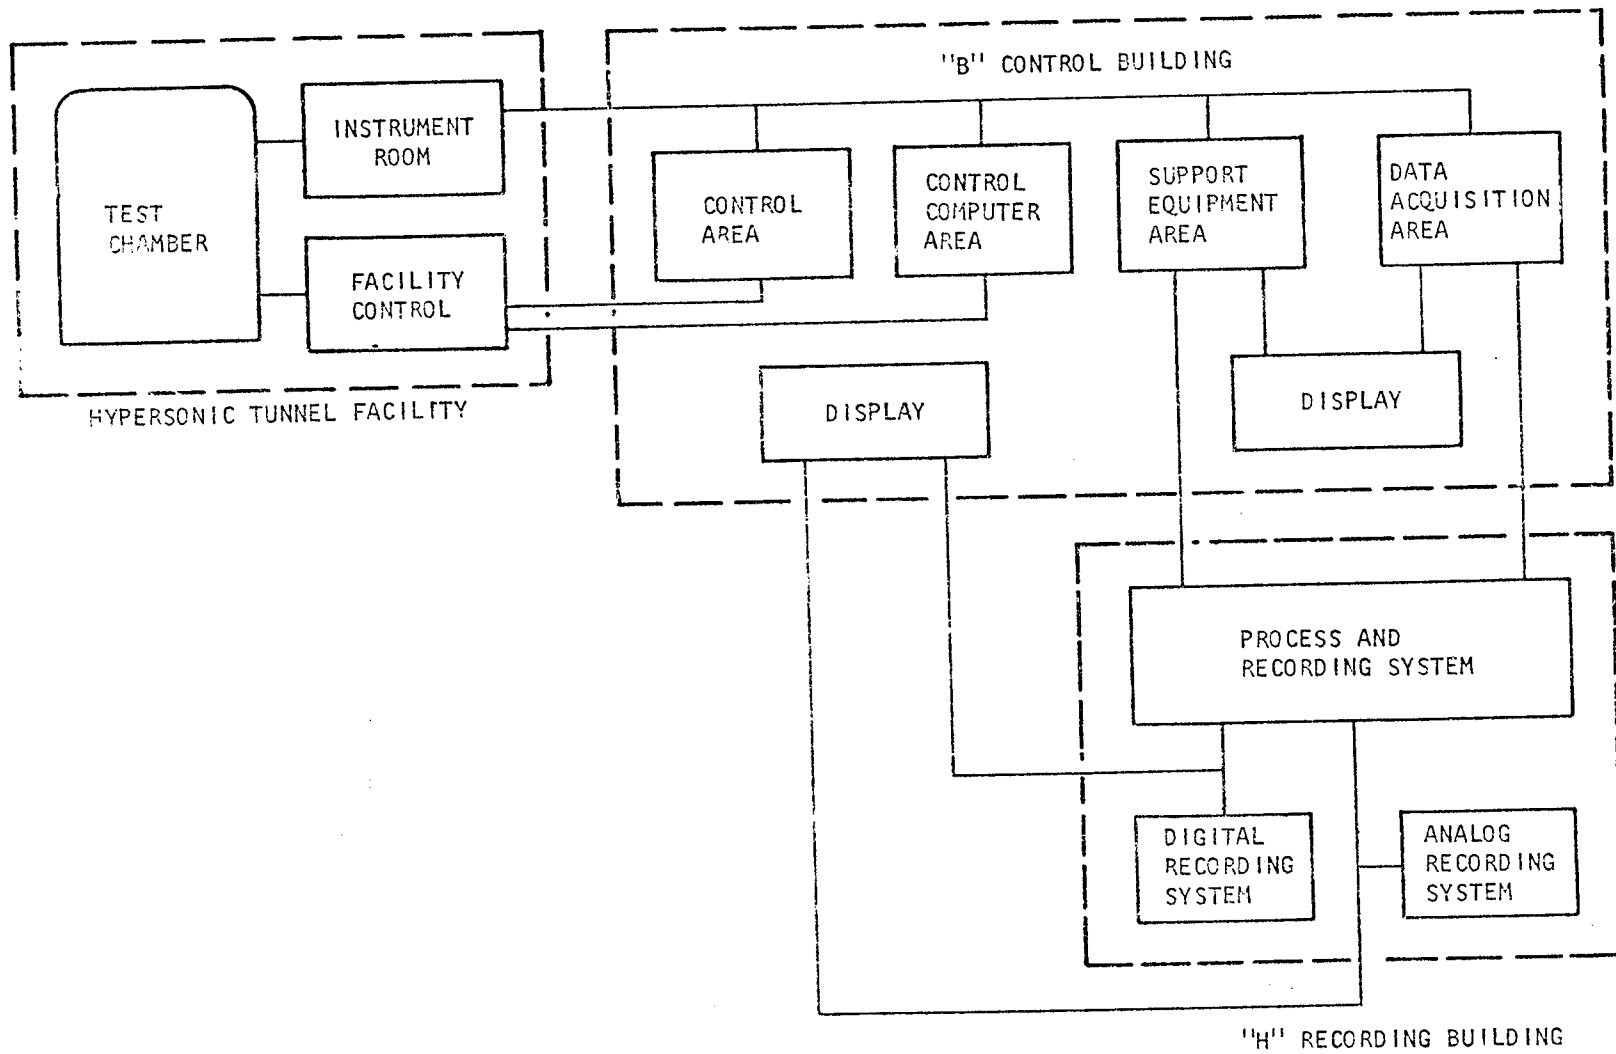 "B" CONTROL BUILDING
INSTRUMENT
ROOM
TEST
CHAMBER
FACILITY
CONTROL
HYPERSONIC TUNNEL FACILITY
CONTROL
AREA
CONTROL
COMPUTER
AREA
SUPPORT
EQUIPMENT
AREA
DATA
ACQUISITION
AREA
DISPLAY
DISPLAY
PROCESS AND
RECORDING SYSTEM
DIGITAL
RECORDING
SYSTEM
ANALOG
RECORDING
SYSTEM
"H" RECORDING BUILDING